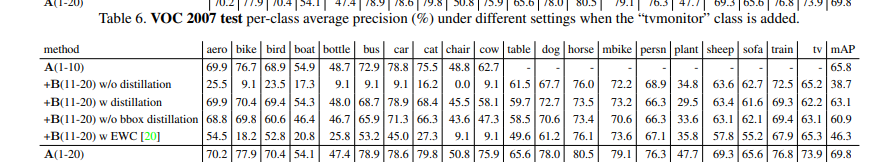 A(1-20) 70.2 77.9 70.4 54.1 47.4 78.9 78.6 79.8 50.8 75.9 65.6 78.0 80.5 79.1 76.3 47.7 69.3 65.6 76.8 73.9 69.8
Table 6. VOC 2007 test per-class average precision (%) under different settings when the “tvmonitor” class is added.
method aero bike bird boat bottle bus car cat chair cow table dog horse mbike persn plant sheep sofa train tv mAP
A(1-10) 69.9 76.7 68.9 54.9 48.7 72.9 78.8 75.5 48.8 62.7 - - - - - - - - - - 65.8
+B(11-20) w/o distillation 25.5 9.1 23.5 17.3 9.1 9.1 9.1 16.2 0.0 9.1 61.5 67.7 76.0 72.2 68.9 34.8 63.6 62.7 72.5 65.2 38.7
+B(11-20) w distillation 69.9 70.4 69.4 54.3 48.0 68.7 78.9 68.4 45.5 58.1 59.7 72.7 73.5 73.2 66.3 29.5 63.4 61.6 69.3 62.2 63.1
+B(11-20) w/o bbox distillation 68.8 69.8 60.6 46.4 46.7 65.9 71.3 66.3 43.6 47.3 58.5 70.6 73.4 70.6 66.3 33.6 63.1 62.1 69.4 63.1 60.9
+B(11-20) w EWC [20] 54.5 18.2 52.8 20.8 25.8 53.2 45.0 27.3 9.1 9.1 49.6 61.2 76.1 73.6 67.1 35.8 57.8 55.2 67.9 65.3 46.3
A(1-20) 70.2 77.9 70.4 54.1 47.4 78.9 78.6 79.8 50.8 75.9 65.6 78.0 80.5 79.1 76.3 47.7 69.3 65.6 76.8 73.9 69.8